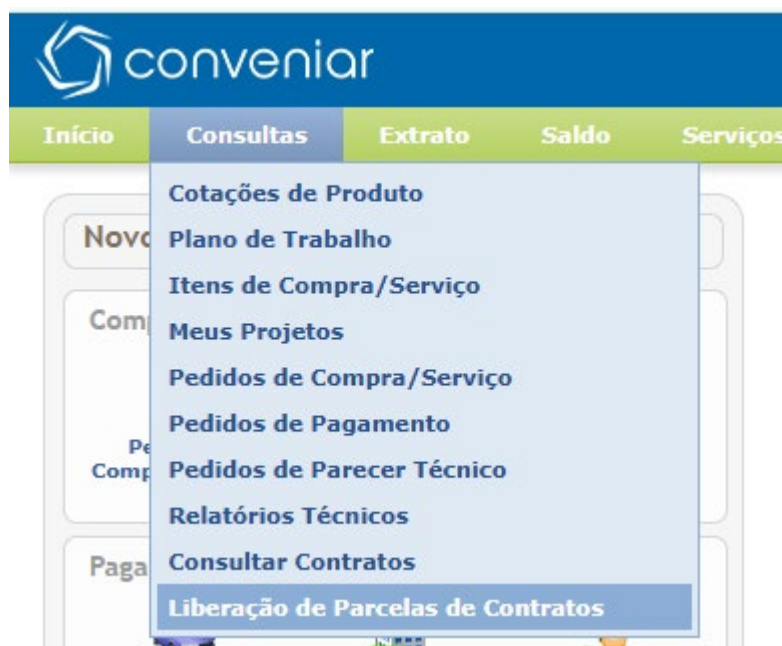 conveniar
Início Consultas Extrato Saldo Serviços
Cotações de Produto
Plano de Trabalho
Itens de Compra/Serviço
Meus Projetos
Pedidos de Compra/Serviço
Pedidos de Pagamento
Pedidos de Parecer Técnico
Relatórios Técnicos
Consultar Contratos
Liberação de Parcelas de Contratos